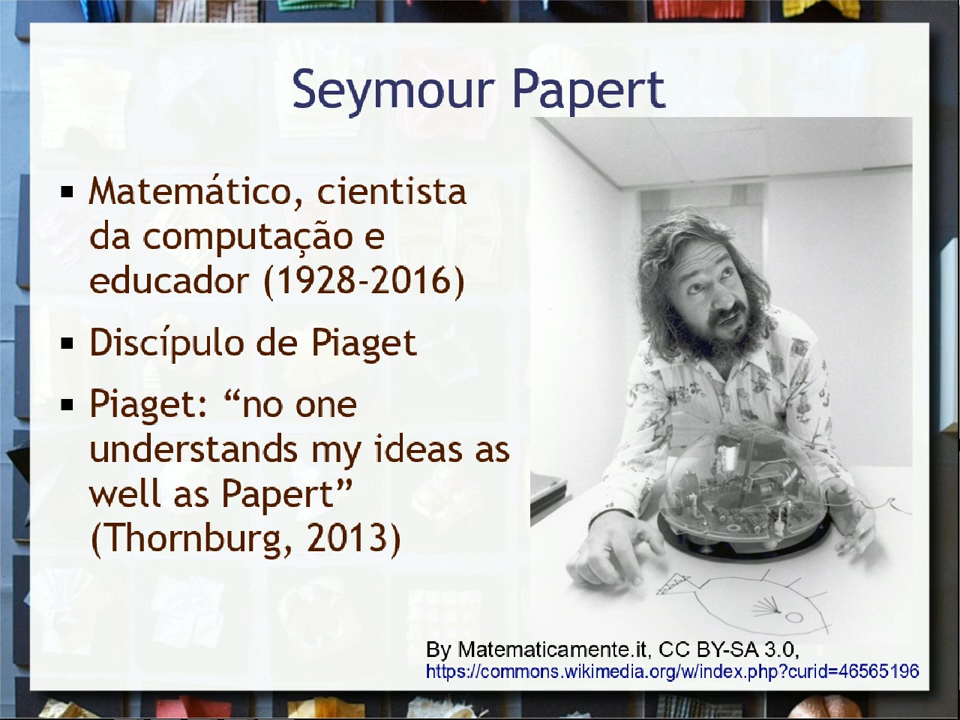 Seymour Papert
▪ Matemático, cientista
da computação e
educador (1928-2016)
▪ Discípulo de Piaget
▪ Piaget: “no one
understands my ideas as
well as Papert”
(Thornburg, 2013)
By Matematicamente.it, CC BY-SA 3.0,
https://commons.wikimedia.org/w/index.php?curid=46565196